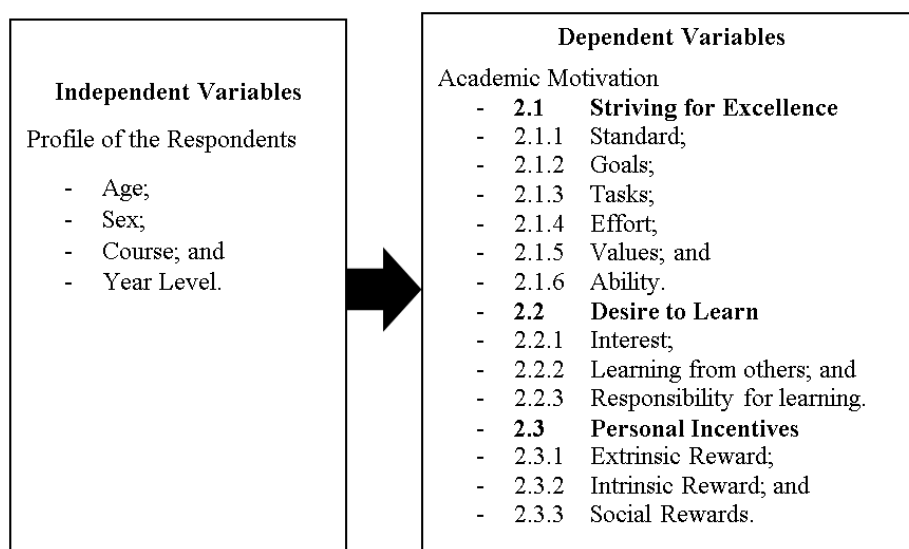 Independent Variables
Profile of the Respondents
- Age;
- Sex;
- Course; and
- Year Level.
Dependent Variables
Academic Motivation
- 2.1 Striving for Excellence
- 2.1.1 Standard;
- 2.1.2 Goals;
- 2.1.3 Tasks;
- 2.1.4 Effort;
- 2.1.5 Values; and
- 2.1.6 Ability.
- 2.2 Desire to Learn
- 2.2.1 Interest;
- 2.2.2 Learning from others; and
- 2.2.3 Responsibility for learning.
- 2.3 Personal Incentives
- 2.3.1 Extrinsic Reward;
- 2.3.2 Intrinsic Reward; and
- 2.3.3 Social Rewards.